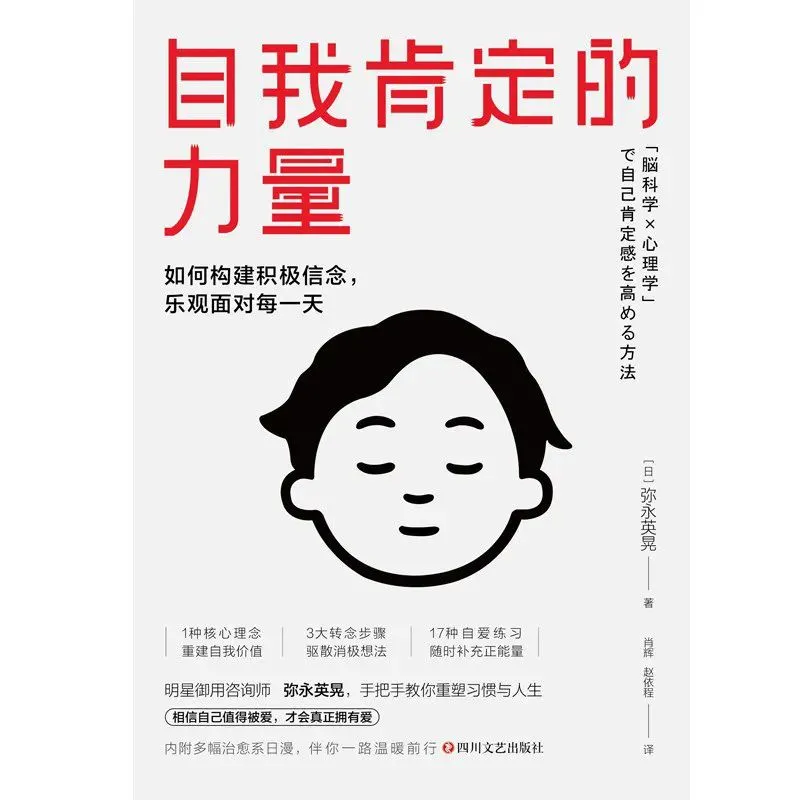 自我肯定的
力量
「脳科学×心理学」
で自己肯定感を高める方法
如何构建积极信念，
乐观面对每一天
［日］弥永英晃——著
肖辉 赵依程——译
1种核心理念
重建自我价值
3大转念步骤
驱散消极想法
17种自爱练习
随时补充正能量
明星御用咨询师 弥永英晃，手把手教你重塑习惯与人生
相信自己值得被爱，才会真正拥有爱
内附多幅治愈系日漫，伴你一路温暖前行 四川文艺出版社